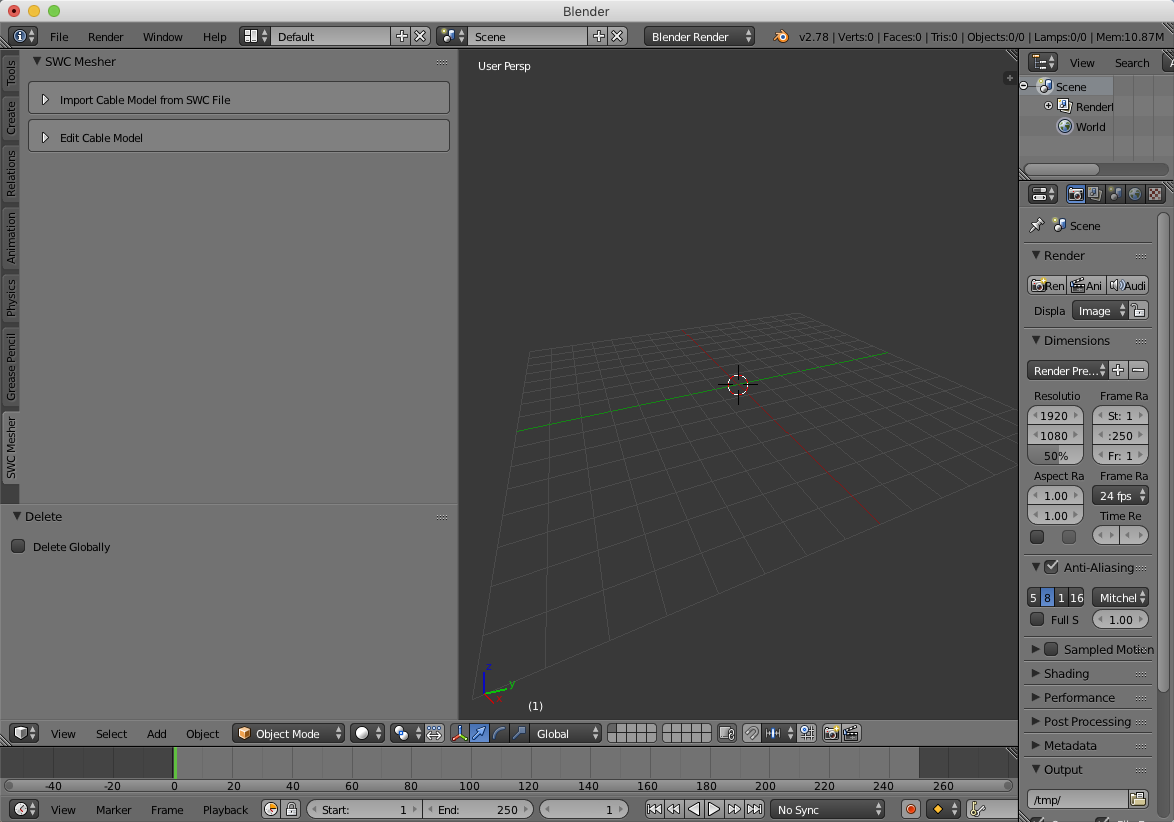 Blender
File Render Window Help Default Scene Blender Render v2.78 | Verts:0 | Faces:0 | Tris:0 | Objects:0/0 | Lamps:0/0 | Mem:10.87M
Tools
Create
Relations
Animation
Physics
Grease Pencil
SWC Mesher
SWC Mesher
Import Cable Model from SWC File
Edit Cable Model
Delete
Delete Globally
User Persp
z
y
x
(1)
View Search
Scene
Renderl
World
Scene
Render
Ren Ani Audi
Displa Image
Dimensions
Render Pre...
Resolutio Frame Ra
1920 St: 1
1080 :250
50% Fr: 1
Aspect Ra Frame Ra
1.00 24 fps
1.00 Time Re
Anti-Aliasing
5 8 1 16 Mitchel
Full S 1.00
Sampled Motion
Shading
Performance
Post Processing
Metadata
Output
/tmp/
View Select Add Object Object Mode Global
-40 -20 0 20 40 60 80 100 120 140 160 180 200 220 240 260
View Marker Frame Playback Start: 1 End: 250 1 No Sync